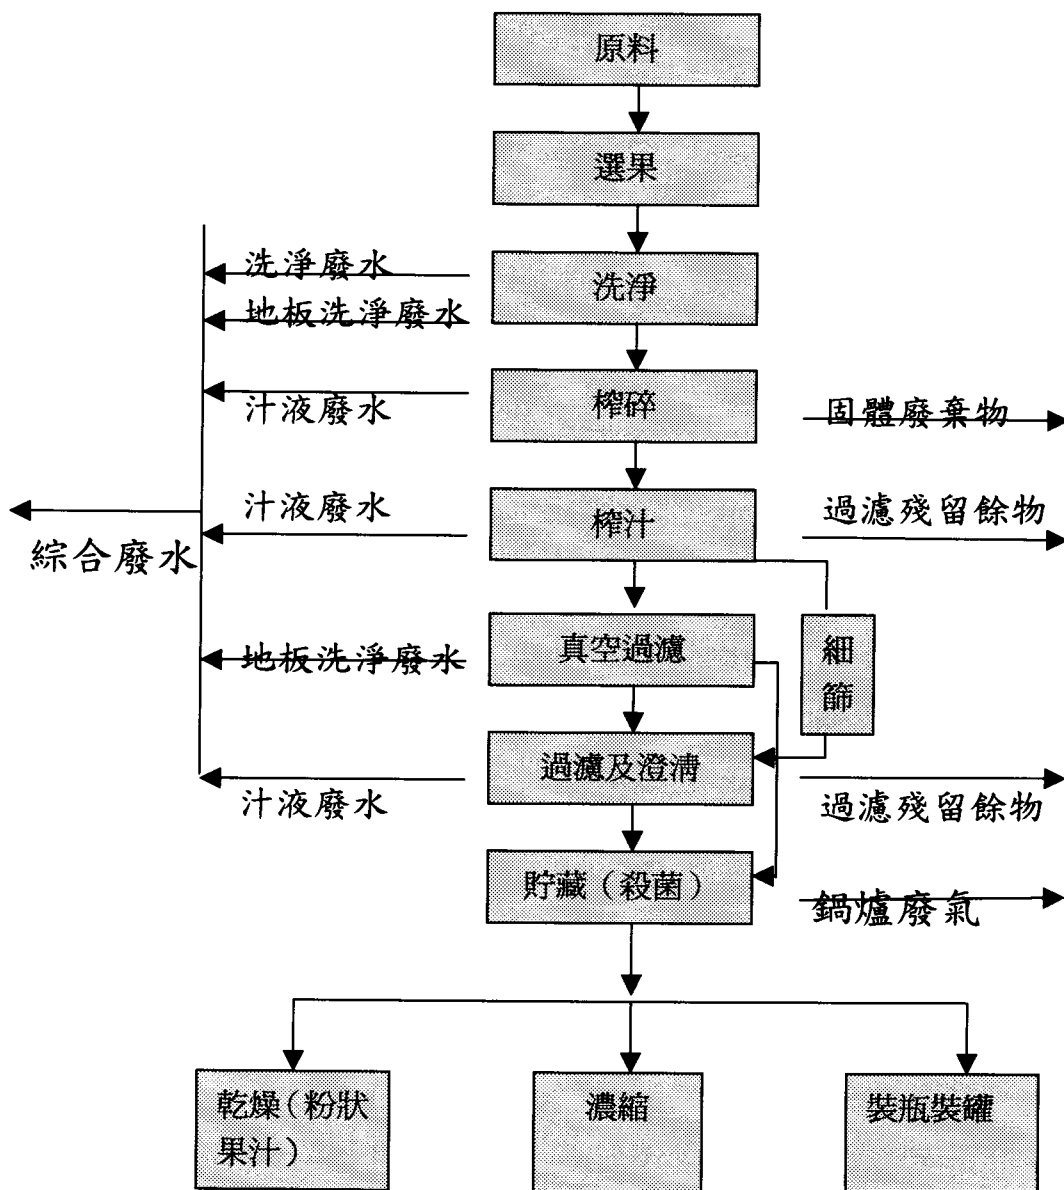 原料
選果
洗淨廢水
洗淨
地板洗淨廢水
汁液廢水
榨碎
固體廢棄物
汁液廢水
榨汁
過濾殘留餘物
綜合廢水
地板洗淨廢水
真空過濾
細
篩
過濾及澄清
汁液廢水
過濾殘留餘物
貯藏（殺菌）
鍋爐廢氣
乾燥（粉狀
果汁）
濃縮
裝瓶裝罐